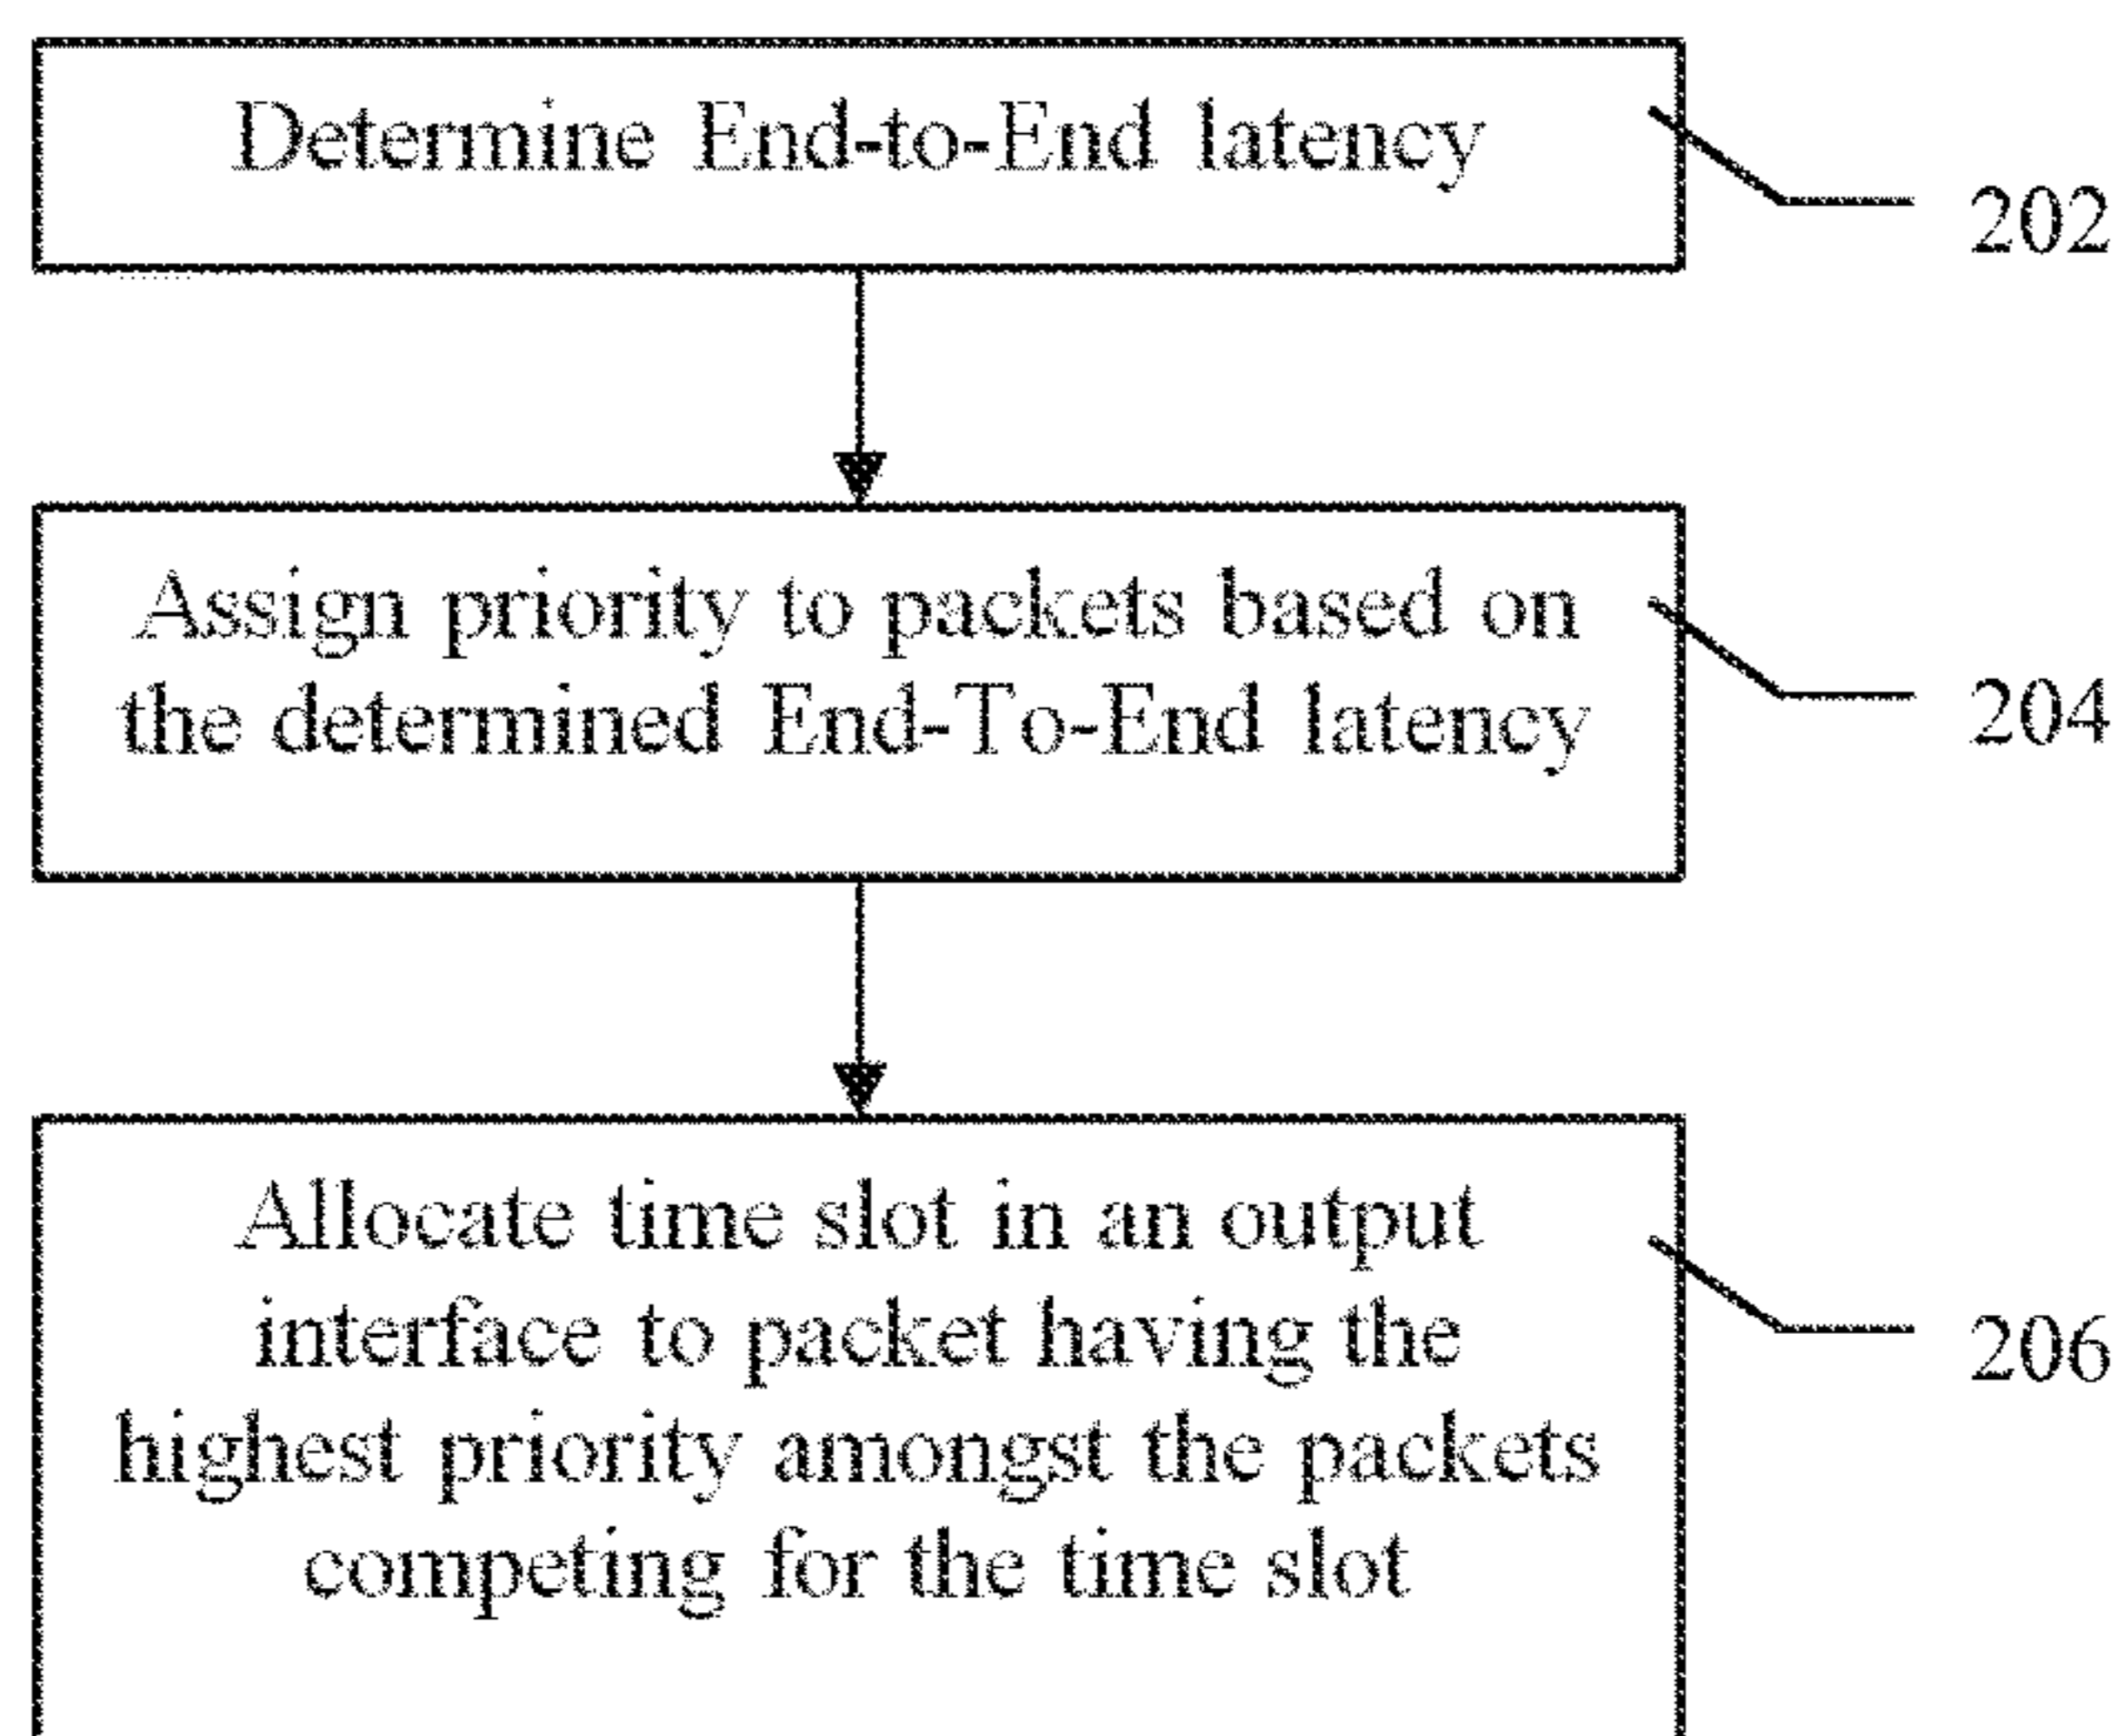 Determine End-to-End latency
202
Assign priority to packets based on
the determined End-To-End latency
204
Allocate time slot in an output
interface to packet having the
highest priority amongst the packets
competing for the time slot
206